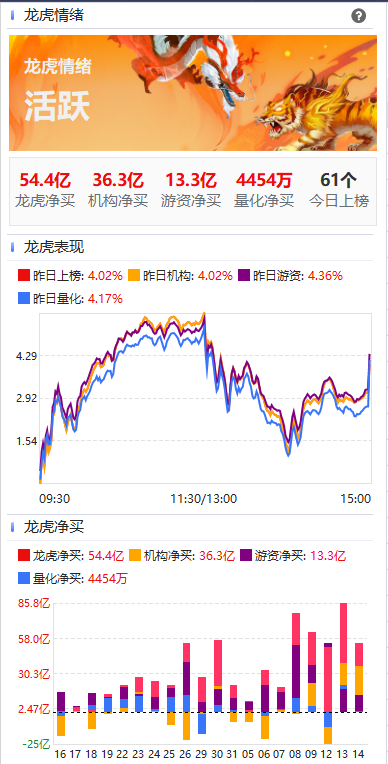 龙虎情绪
?
龙虎情绪
活跃
54.4亿 36.3亿 13.3亿 4454万 61个
龙虎净买 机构净买 游资净买 量化净买 今日上榜
龙虎表现
昨日上榜: 4.02% 昨日机构: 4.02% 昨日游资: 4.36%
昨日量化: 4.17%
4.29
2.92
1.54
09:30 11:30/13:00 15:00
龙虎净买
龙虎净买: 54.4亿 机构净买: 36.3亿 游资净买: 13.3亿
量化净买: 4454万
85.8亿
58.0亿
30.3亿
2.47亿
-25亿
16 17 18 19 22 23 24 25 26 29 30 31 05 06 07 08 09 12 13 14